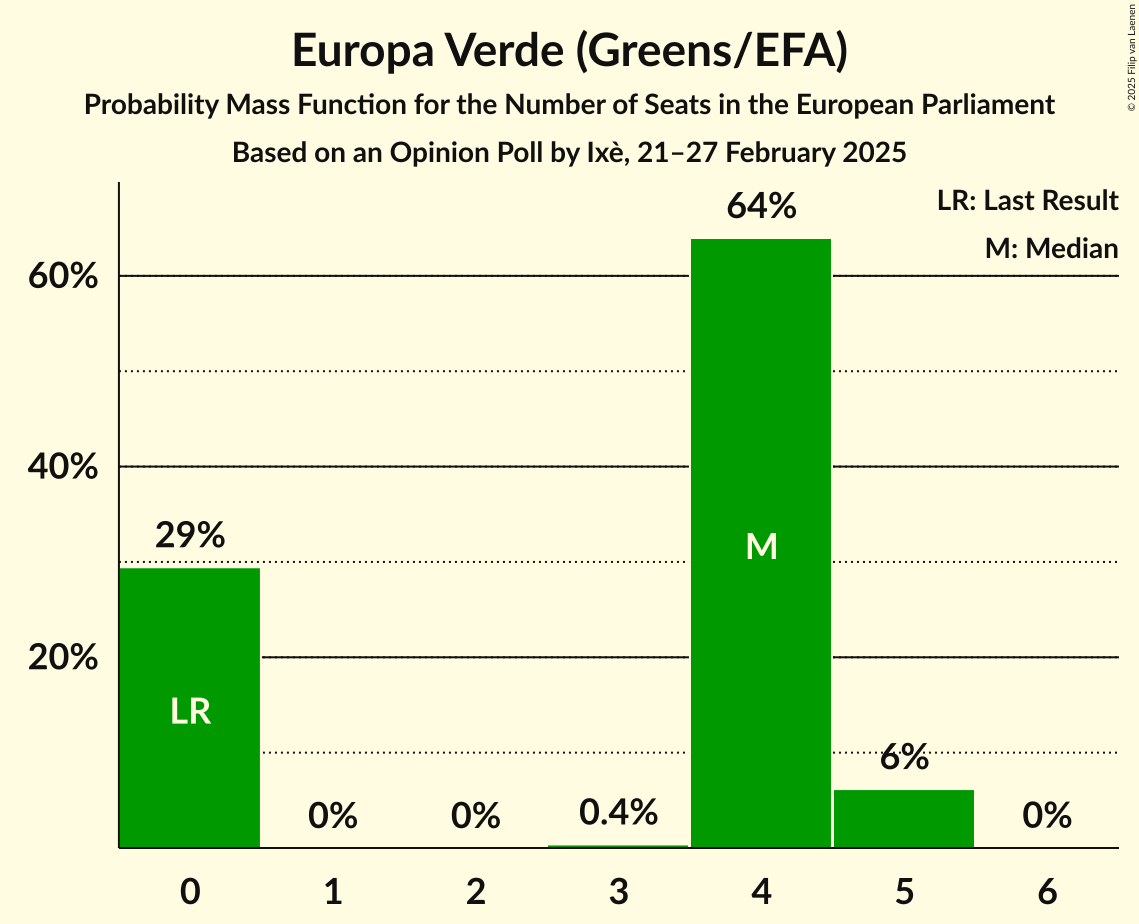 Europa Verde (Greens/EFA)
Probability Mass Function for the Number of Seats in the European Parliament
Based on an Opinion Poll by Ixè, 21–27 February 2025
© 2025 Filip van Laenen
LR: Last Result
M: Median
60%
40%
20%
29%
0%
0%
0.4%
64%
6%
0%
LR
M
0 1 2 3 4 5 6